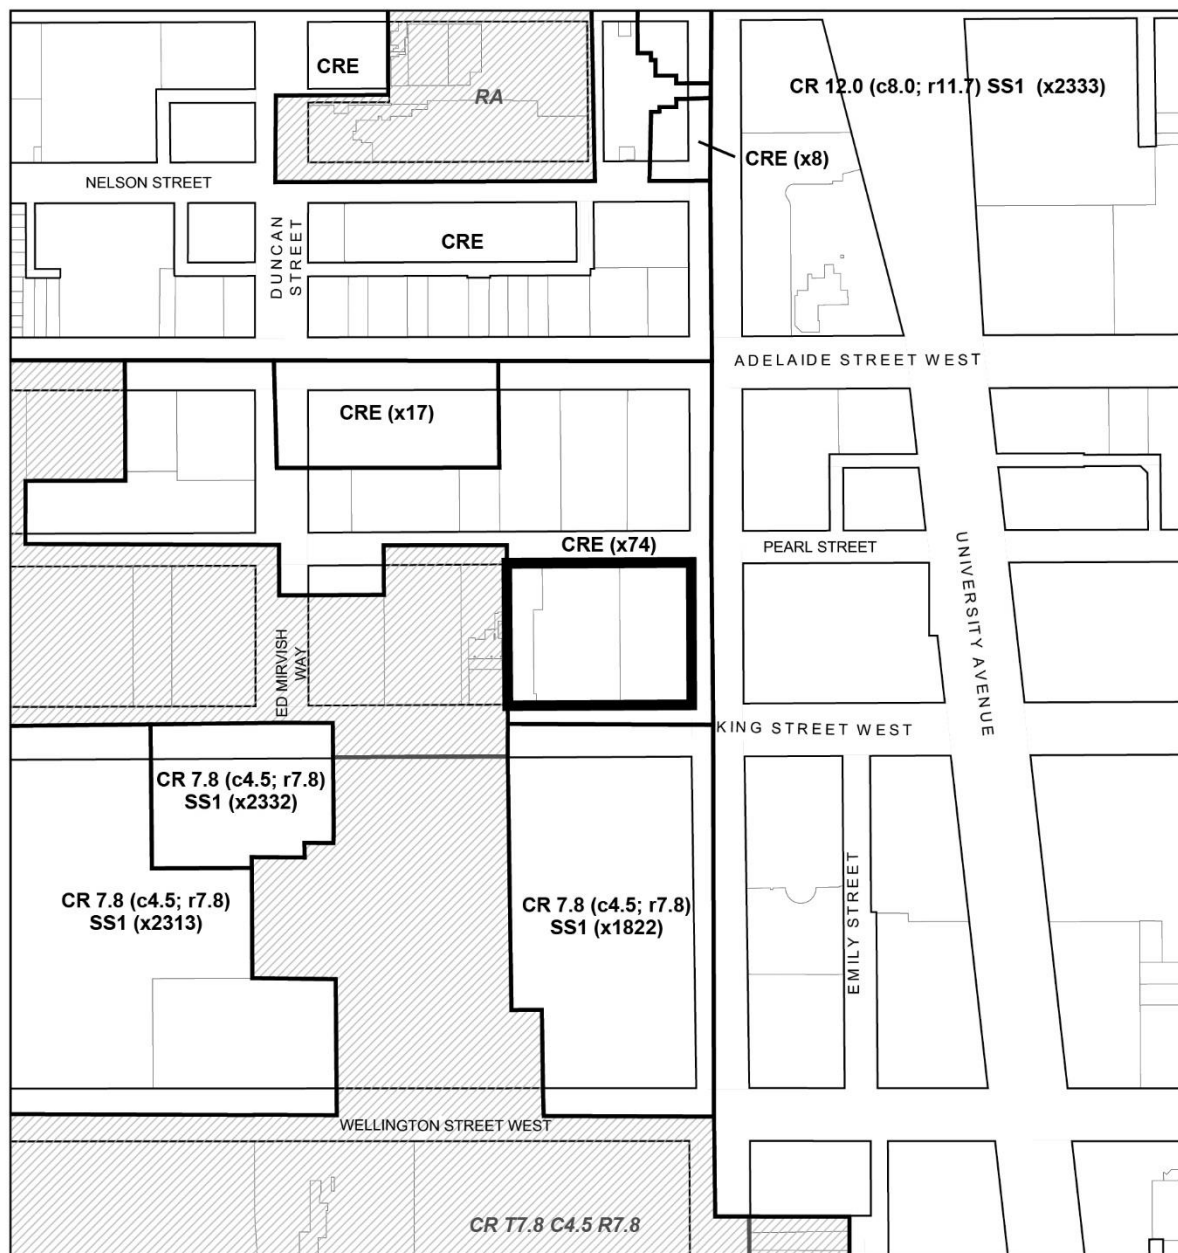 CRE
RA
CR 12.0 (c8.0; r11.7) SS1 (x2333)
CRE (x8)
NELSON STREET
DUNCAN
STREET
CRE
ADELAIDE STREET WEST
CRE (x17)
CRE (x74)
PEARL STREET
UNIVERSITY AVENUE
ED MIRVISH
WAY
KING STREET WEST
CR 7.8 (c4.5; r7.8)
SS1 (x2332)
CR 7.8 (c4.5; r7.8)
SS1 (x2313)
CR 7.8 (c4.5; r7.8)
SS1 (x1822)
EMILY STREET
WELLINGTON STREET WEST
CR T7.8 C4.5 R7.8